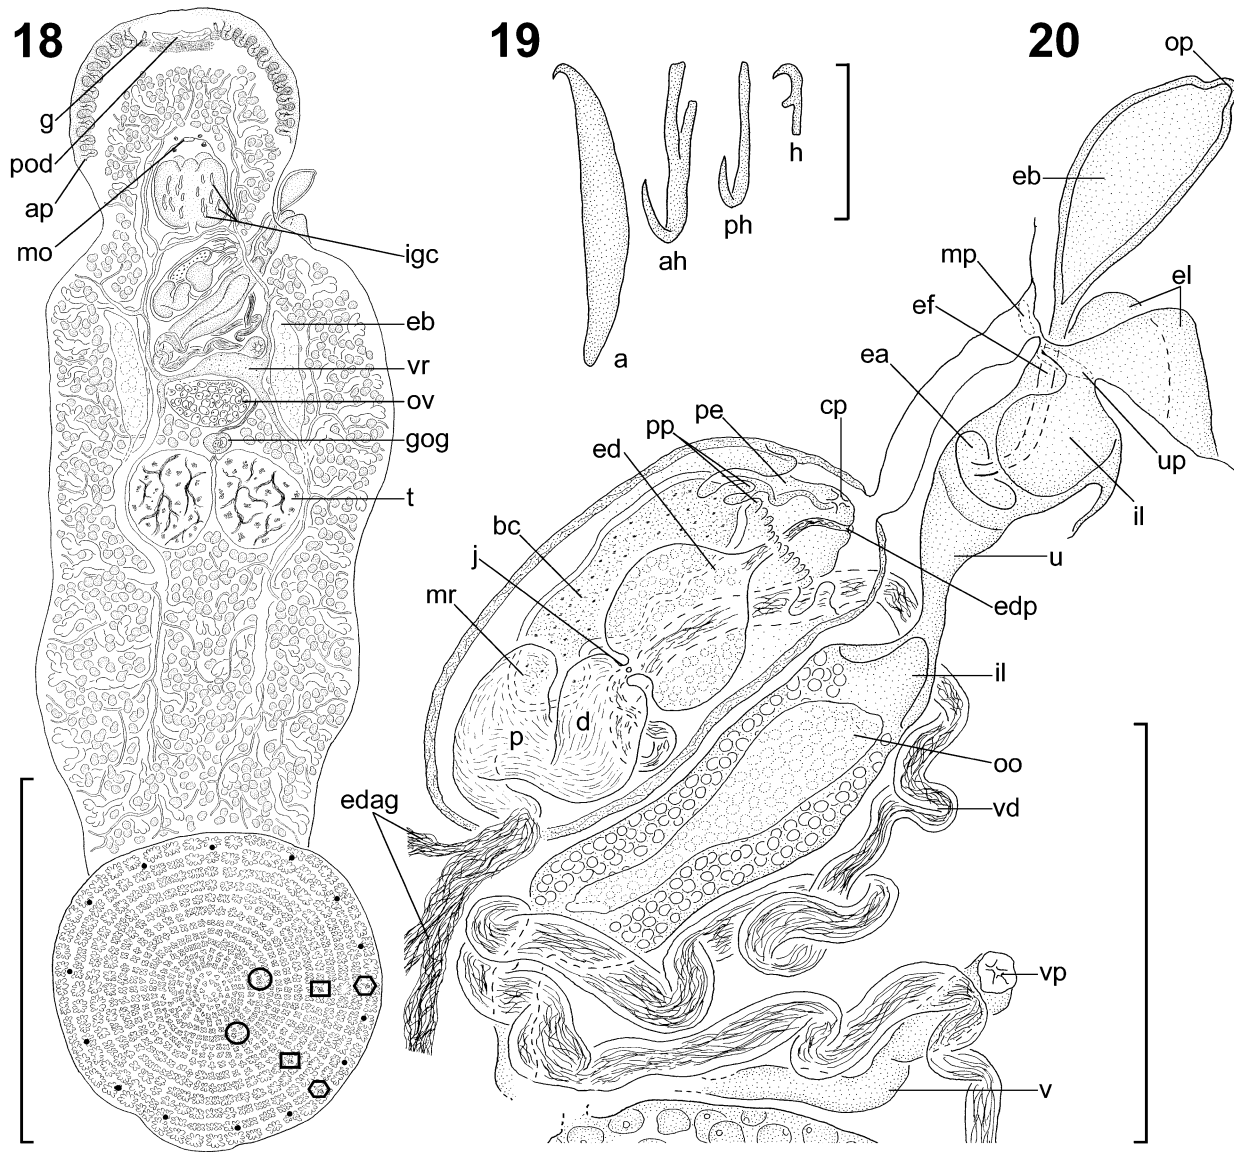 18
g
pod
ap
mo
igc
eb
vr
ov
gog
t
19
a
ah
ph
h
20
op
eb
mp
el
ef
ea
up
il
cp
pe
pp
ed
bc
j
mr
u
edp
il
p
d
oo
vd
edag
vp
v